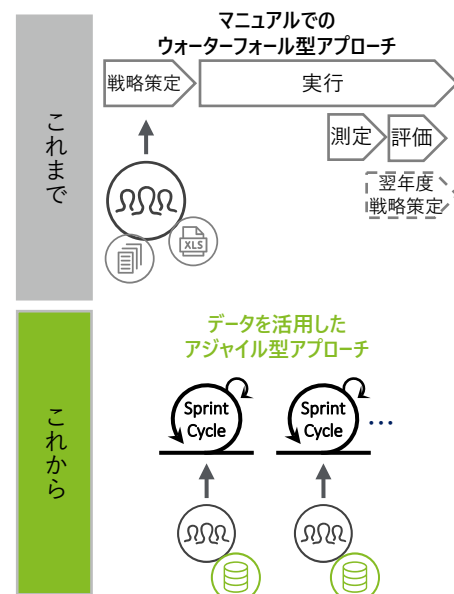 これまで
マニュアルでの
ウォーターフォール型アプローチ
戦略策定
実行
測定
評価
翌年度
戦略策定
XLS
これから
データを活用した
アジャイル型アプローチ
Sprint
Cycle
Sprint
Cycle
…